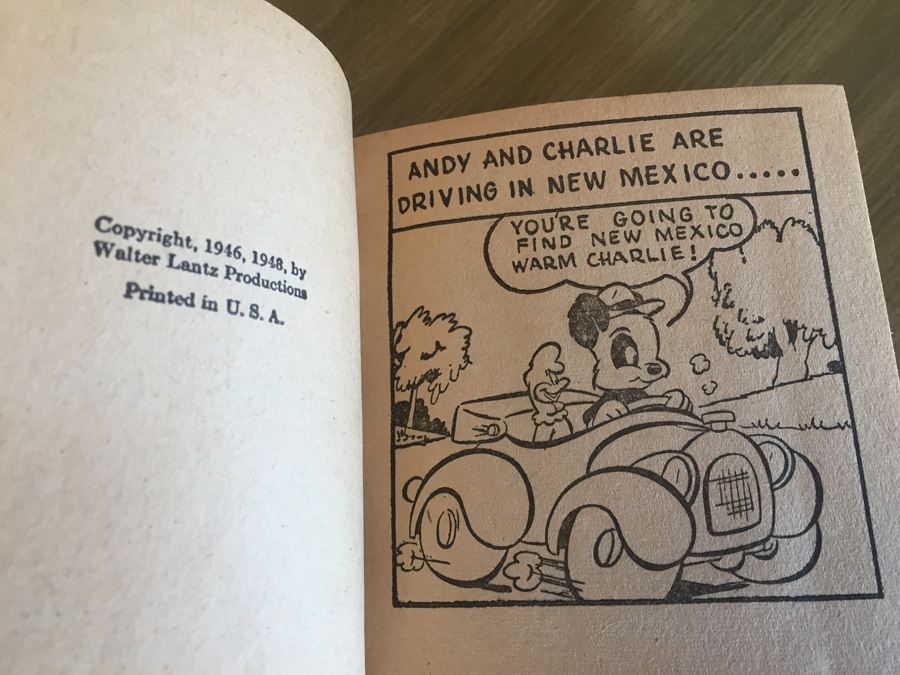 Copyright, 1946, 1948, by
Walter Lantz Productions
Printed in U. S. A.
ANDY AND CHARLIE ARE
DRIVING IN NEW MEXICO.....
YOU'RE GOING TO
FIND NEW MEXICO
WARM CHARLIE!